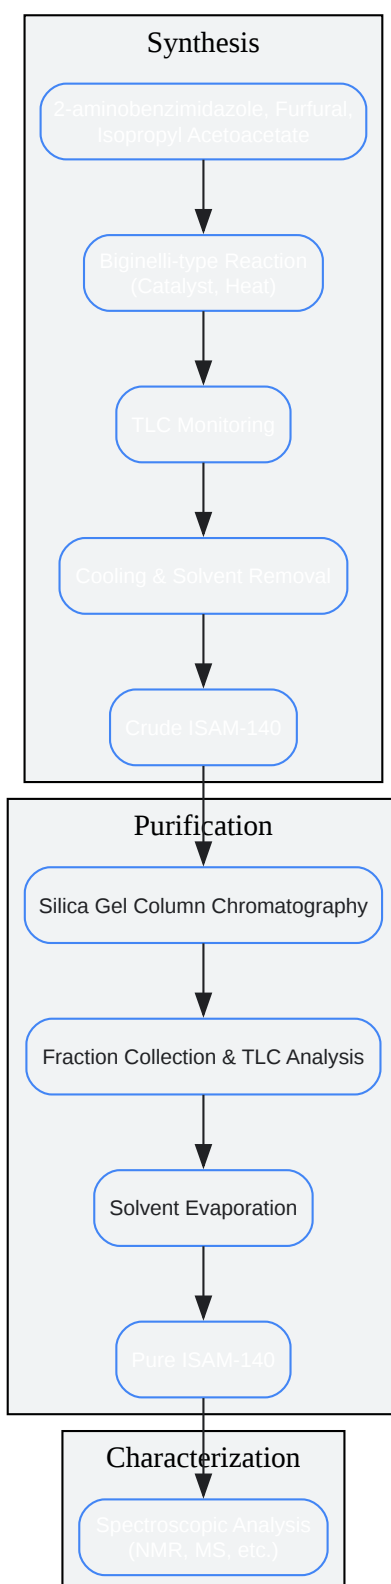 Synthesis
2-aminobenzimidazole, Furfural,
Isopropyl Acetoacetate
Biginelli-type Reaction
(Catalyst, Heat)
TLC Monitoring
Cooling & Solvent Removal
Crude ISAM-140
Purification
Silica Gel Column Chromatography
Fraction Collection & TLC Analysis
Solvent Evaporation
Pure ISAM-140
Characterization
Spectroscopic Analysis
(NMR, MS, etc.)